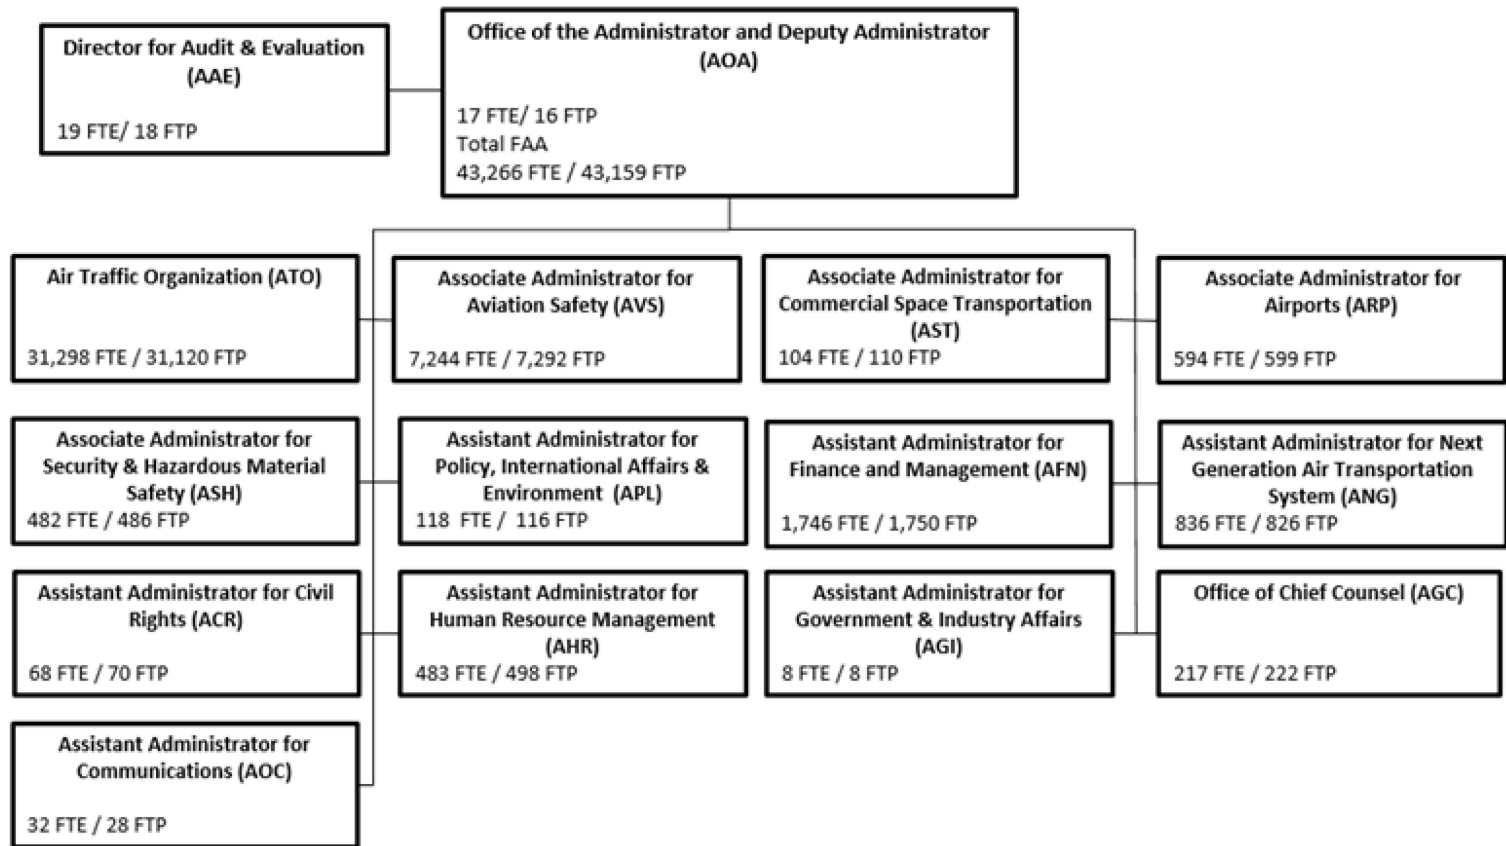 Director for Audit & Evaluation
(AAE)
19 FTE/ 18 FTP
Office of the Administrator and Deputy Administrator
(AOA)
17 FTE/ 16 FTP
Total FAA
43,266 FTE / 43,159 FTP
Air Traffic Organization (ATO)
31,298 FTE / 31,120 FTP
Associate Administrator for
Aviation Safety (AVS)
7,244 FTE / 7,292 FTP
Associate Administrator for
Commercial Space Transportation
(AST)
104 FTE / 110 FTP
Associate Administrator for
Airports (ARP)
594 FTE / 599 FTP
Associate Administrator for
Security & Hazardous Material
Safety (ASH)
482 FTE / 486 FTP
Assistant Administrator for
Policy, International Affairs &
Environment (APL)
118 FTE / 116 FTP
Assistant Administrator for
Finance and Management (AFN)
1,746 FTE / 1,750 FTP
Assistant Administrator for Next
Generation Air Transportation
System (ANG)
836 FTE / 826 FTP
Assistant Administrator for Civil
Rights (ACR)
68 FTE / 70 FTP
Assistant Administrator for
Human Resource Management
(AHR)
483 FTE / 498 FTP
Assistant Administrator for
Government & Industry Affairs
(AGI)
8 FTE / 8 FTP
Office of Chief Counsel (AGC)
217 FTE / 222 FTP
Assistant Administrator for
Communications (AOC)
32 FTE / 28 FTP